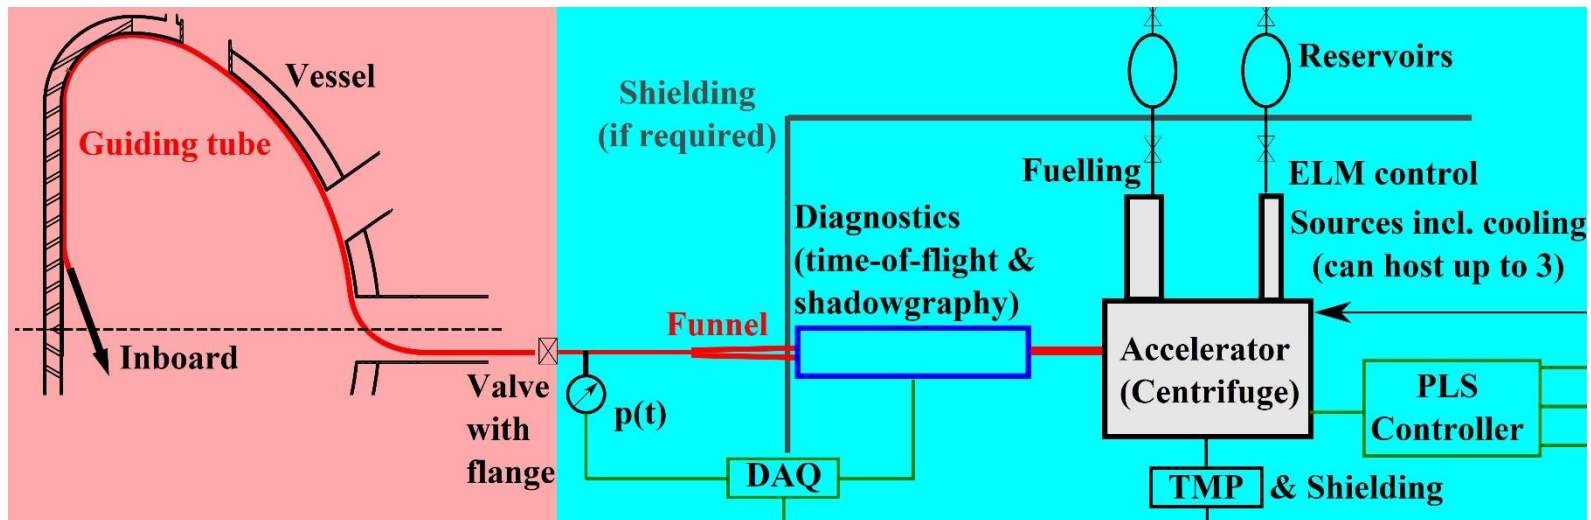 Vessel
Guiding tube
Inboard
Valve
with
flange
Shielding
(if required)
Funnel
p(t)
DAQ
Diagnostics
(time-of-flight &
shadowgraphy)
Reservoirs
Fuelling
ELM control
Sources incl. cooling
(can host up to 3)
Accelerator
(Centrifuge)
PLS
Controller
TMP & Shielding